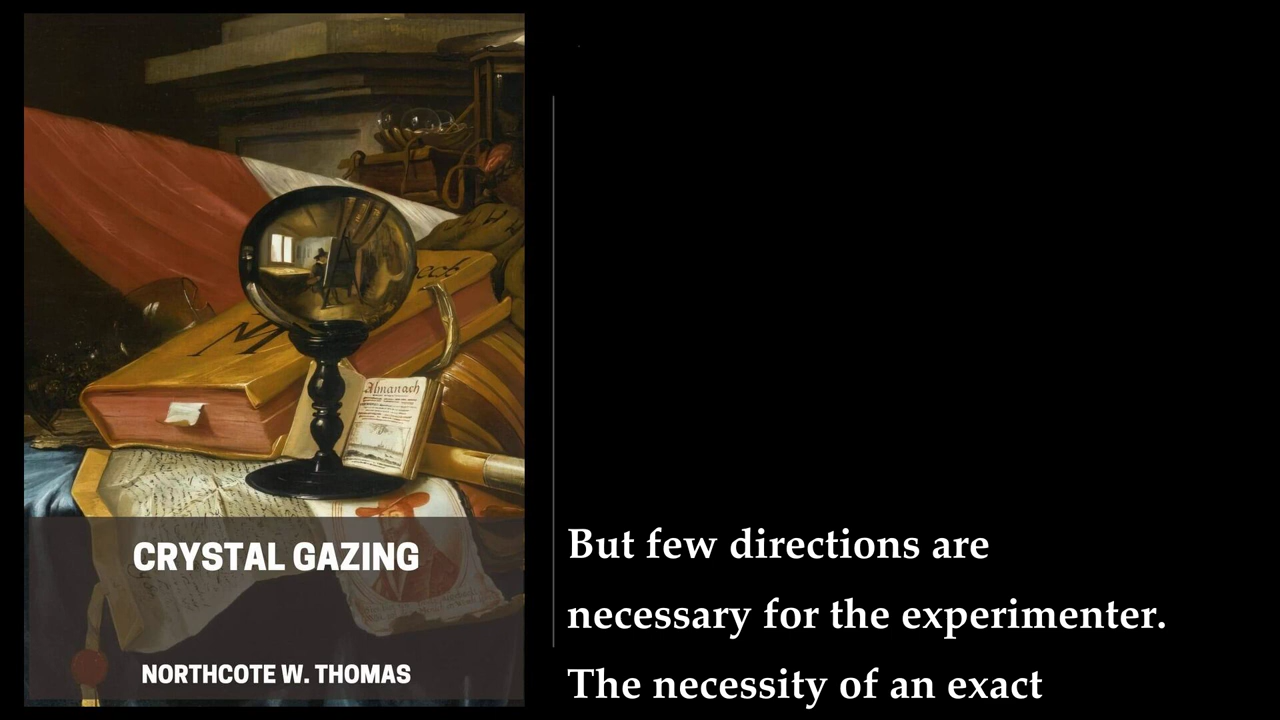 M
Almanach
CRYSTAL GAZING
NORTHCOTE W. THOMAS
But few directions are
necessary for the experimenter.
The necessity of an exact